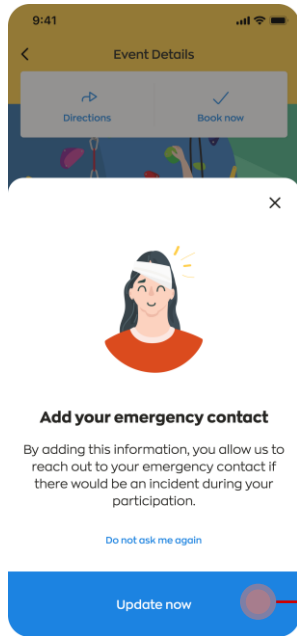 9:41
Event Details
Directions
Book now
Add your emergency contact
By adding this information, you allow us to
reach out to your emergency contact if
there would be an incident during your
participation.
Do not ask me again
Update now